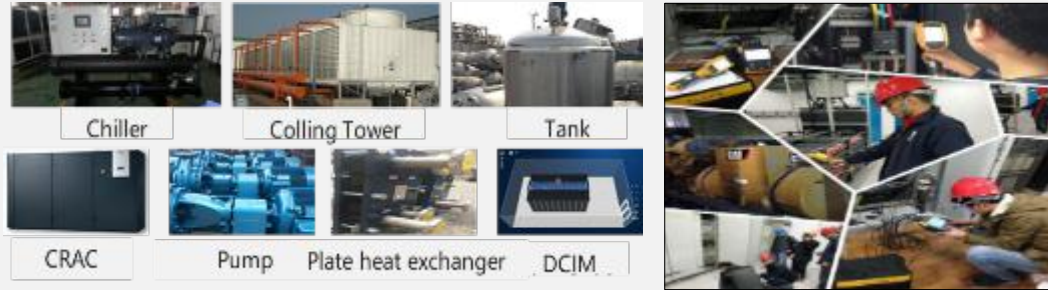 Chiller
Colling Tower
Tank
CRAC
Pump
Plate heat exchanger
DCIM